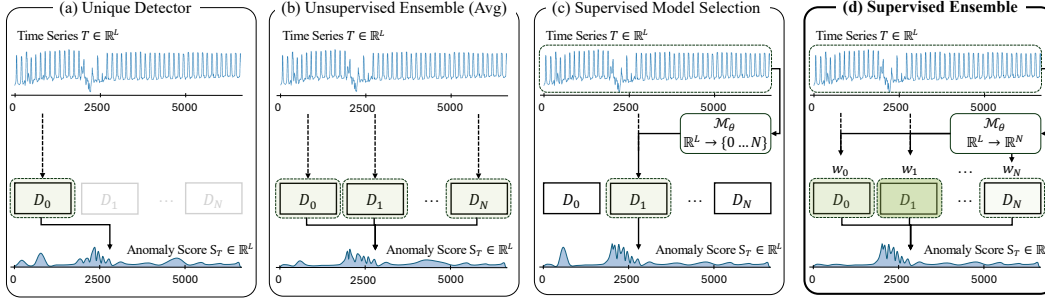 (a) Unique Detector
Time Series T ∈ ℝ^L
0 2500 5000
D_0 D_1 ... D_N
Anomaly Score S_T ∈ ℝ^L
0 2500 5000
(b) Unsupervised Ensemble (Avg)
Time Series T ∈ ℝ^L
0 2500 5000
D_0 D_1 ... D_N
Anomaly Score S_T ∈ ℝ^L
0 2500 5000
(c) Supervised Model Selection
Time Series T ∈ ℝ^L
0 2500 5000
ℳ_θ
ℝ^L → {0 ... N}
D_0 D_1 ... D_N
Anomaly Score S_T ∈ ℝ^L
0 2500 5000
(d) Supervised Ensemble
Time Series T ∈ ℝ^L
0 2500 5000
ℳ_θ
ℝ^L → ℝ^N
w_0 w_1 ... w_N
D_0 D_1 ... D_N
Anomaly Score S_T ∈ ℝ^L
0 2500 5000